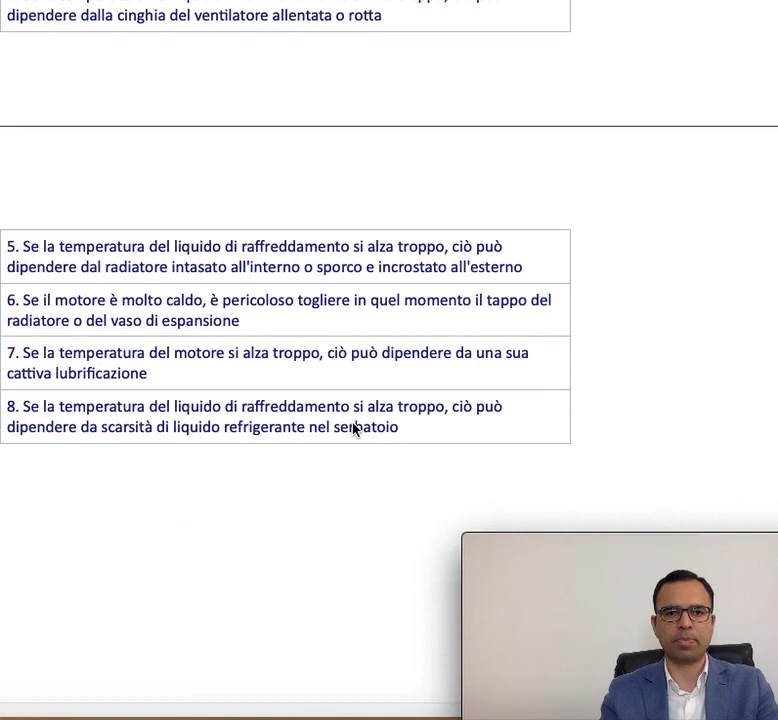 dipendere dalla cinghia del ventilatore allentata o rotta
5. Se la temperatura del liquido di raffreddamento si alza troppo, ciò può
dipendere dal radiatore intasato all'interno o sporco e incrostato all'esterno
6. Se il motore è molto caldo, è pericoloso togliere in quel momento il tappo del
radiatore o del vaso di espansione
7. Se la temperatura del motore si alza troppo, ciò può dipendere da una sua
cattiva lubrificazione
8. Se la temperatura del liquido di raffreddamento si alza troppo, ciò può
dipendere da scarsità di liquido refrigerante nel serbatoio